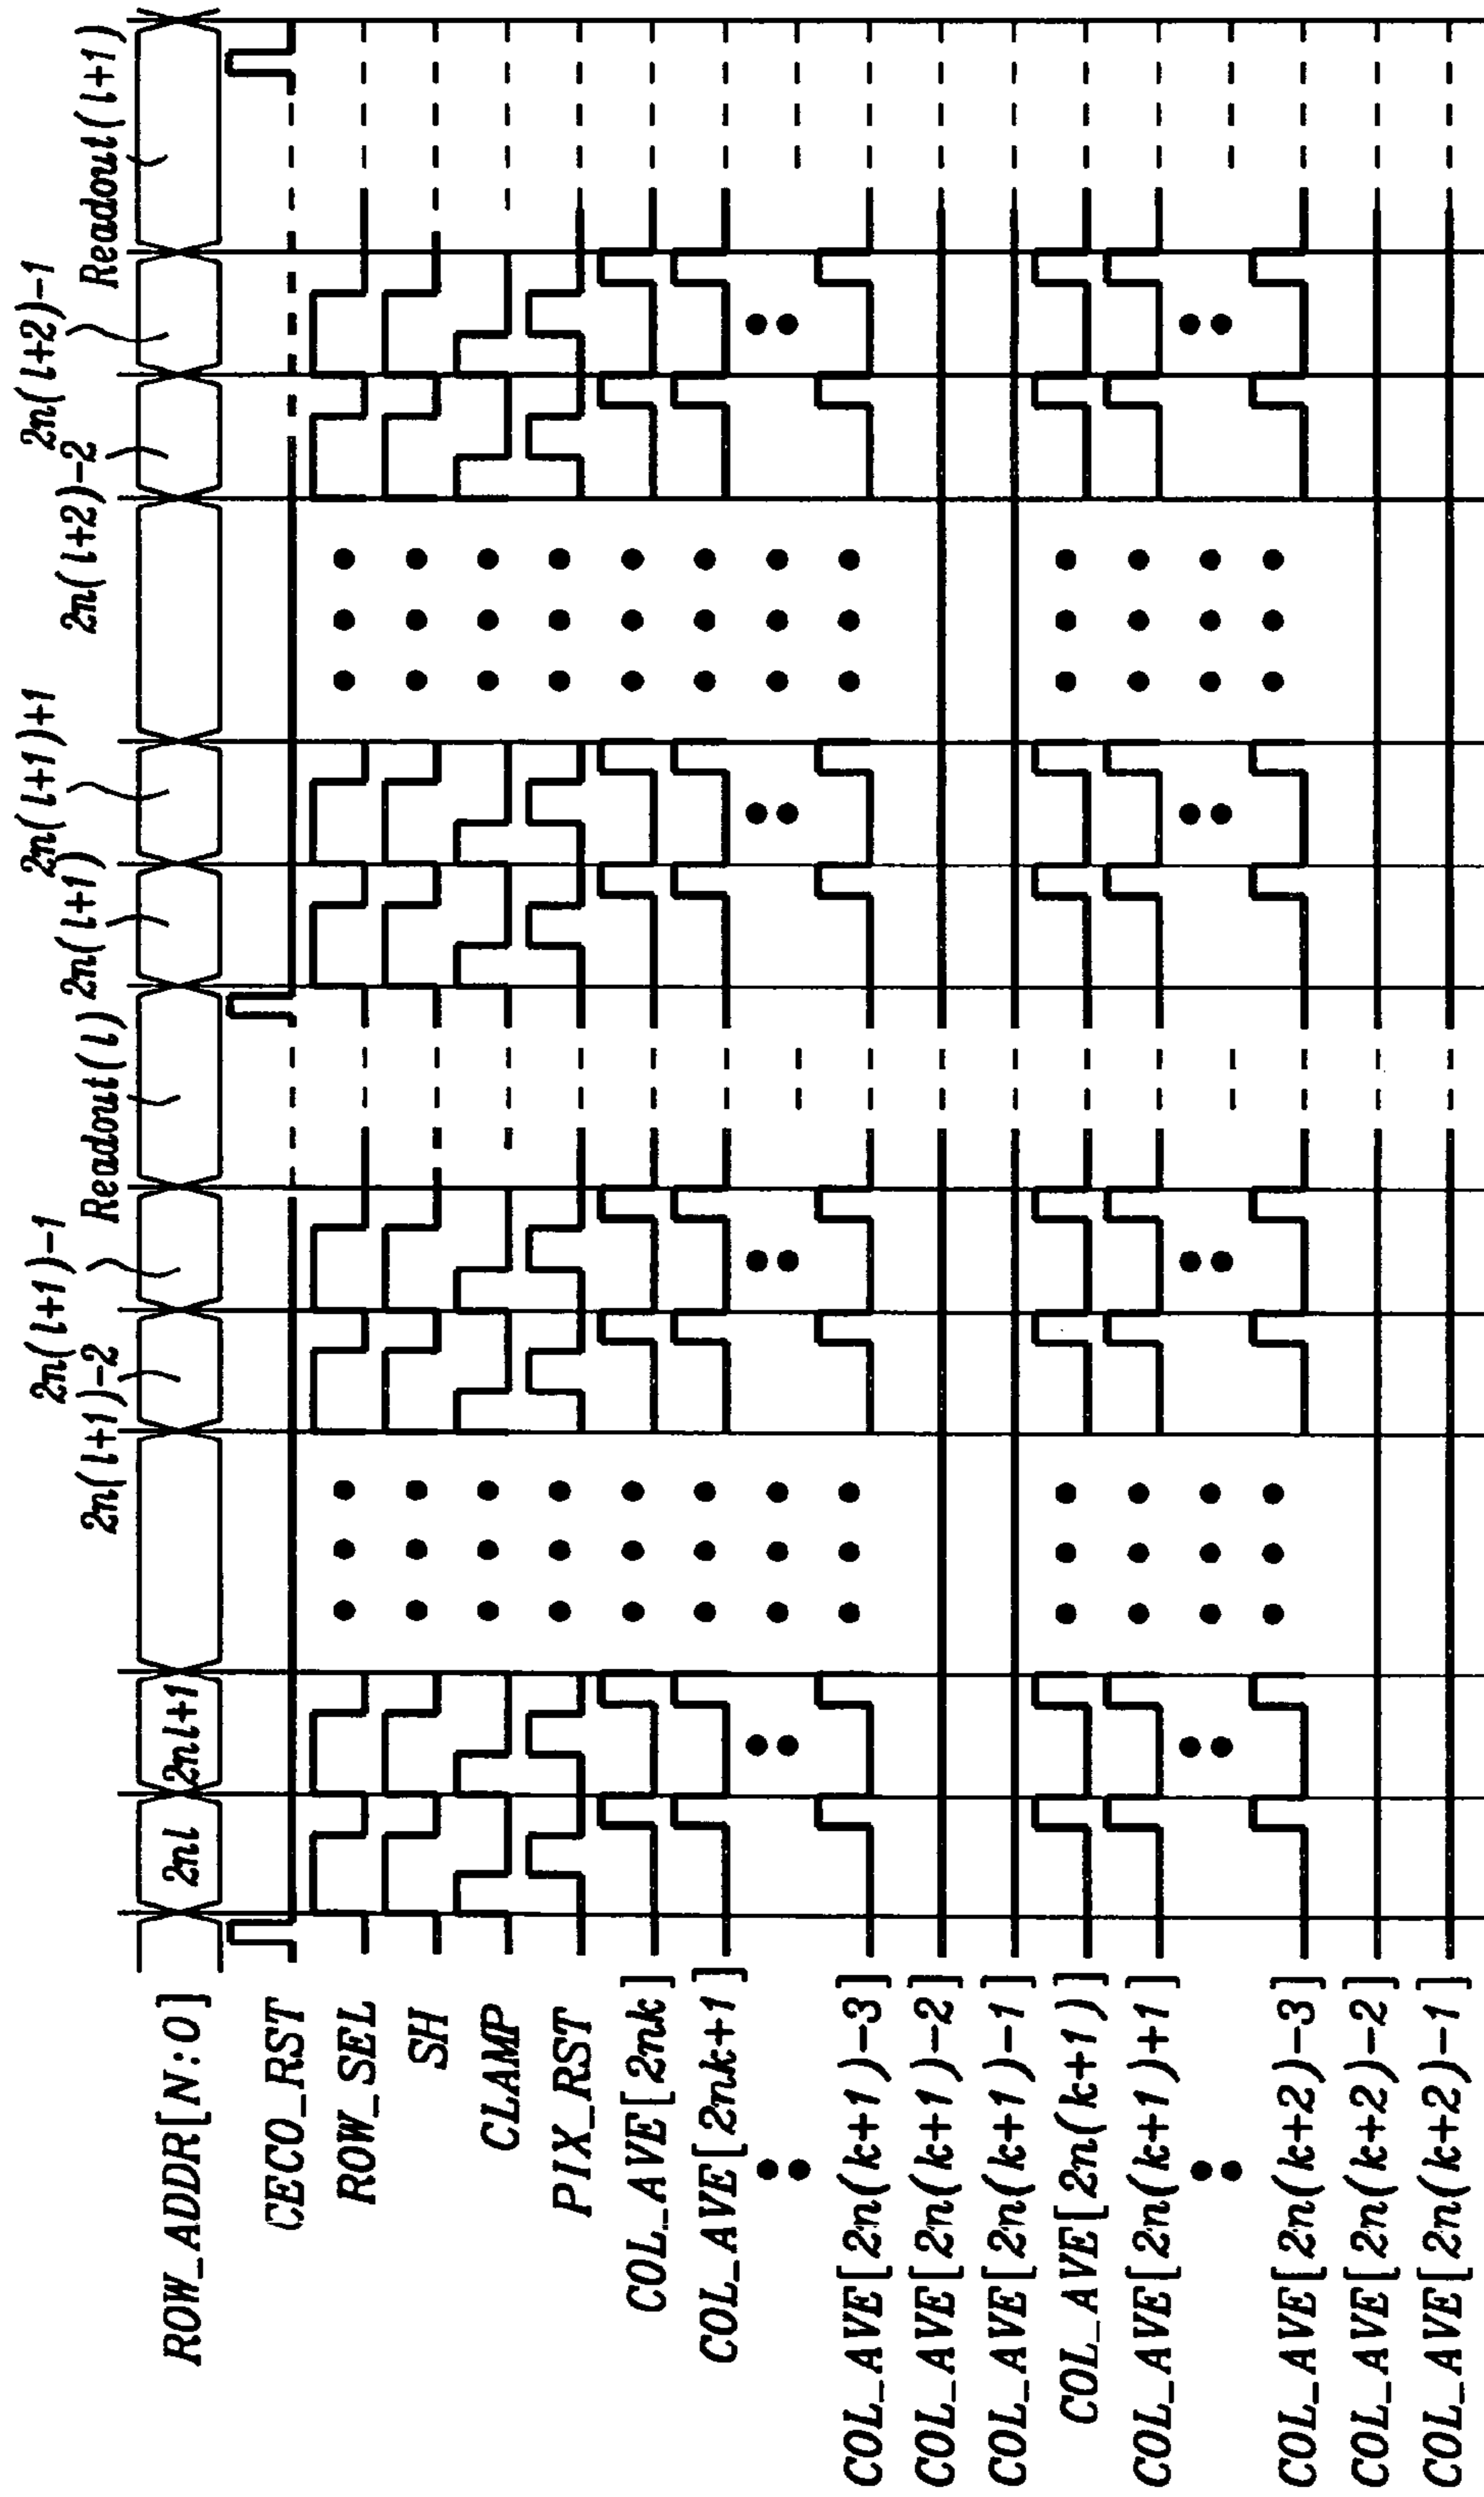 2nl
2nl+1
2n(l+1)-2
2n(l+1)-1
Readout(l)
2n(l+1)
2n(l+1)+1
2n(l+2)-2
2n(l+2)-1
Readout(l+1)
ROW_ADDR[N:0]
CECO_RST
ROW_SEL
SH
CLAMP
PIX_RST
COL_AVE[2nk]
COL_AVE[2nk+1]
COL_AVE[2n(k+1)-3]
COL_AVE[2n(k+1)-2]
COL_AVE[2n(k+1)-1]
COL_AVE[2n(k+1)]
COL_AVE[2n(k+1)+1]
COL_AVE[2n(k+2)-3]
COL_AVE[2n(k+2)-2]
COL_AVE[2n(k+2)-1]